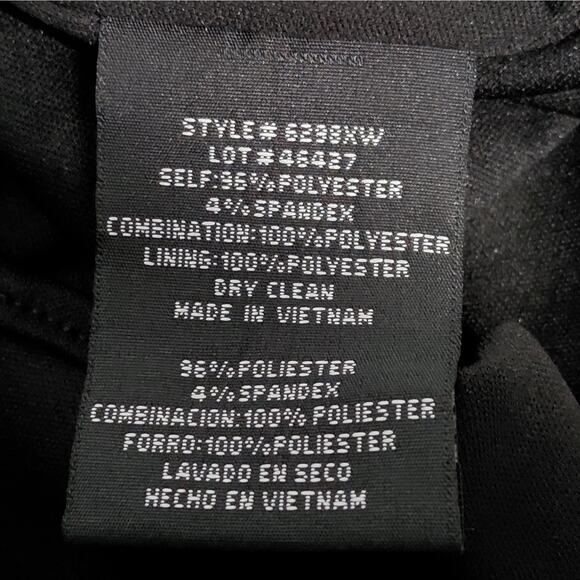 STYLE# 6399XW
LOT#46427
SELF:96%POLYESTER
4%SPANDEX
COMBINATION:100%POLYESTER
LINING:100%POLYESTER
DRY CLEAN
MADE IN VIETNAM
96%POLIESTER
4%SPANDEX
COMBINACION:100% POLIESTER
FORRO:100%POLIESTER
LAVADO EN SECO
HECHO EN VIETNAM